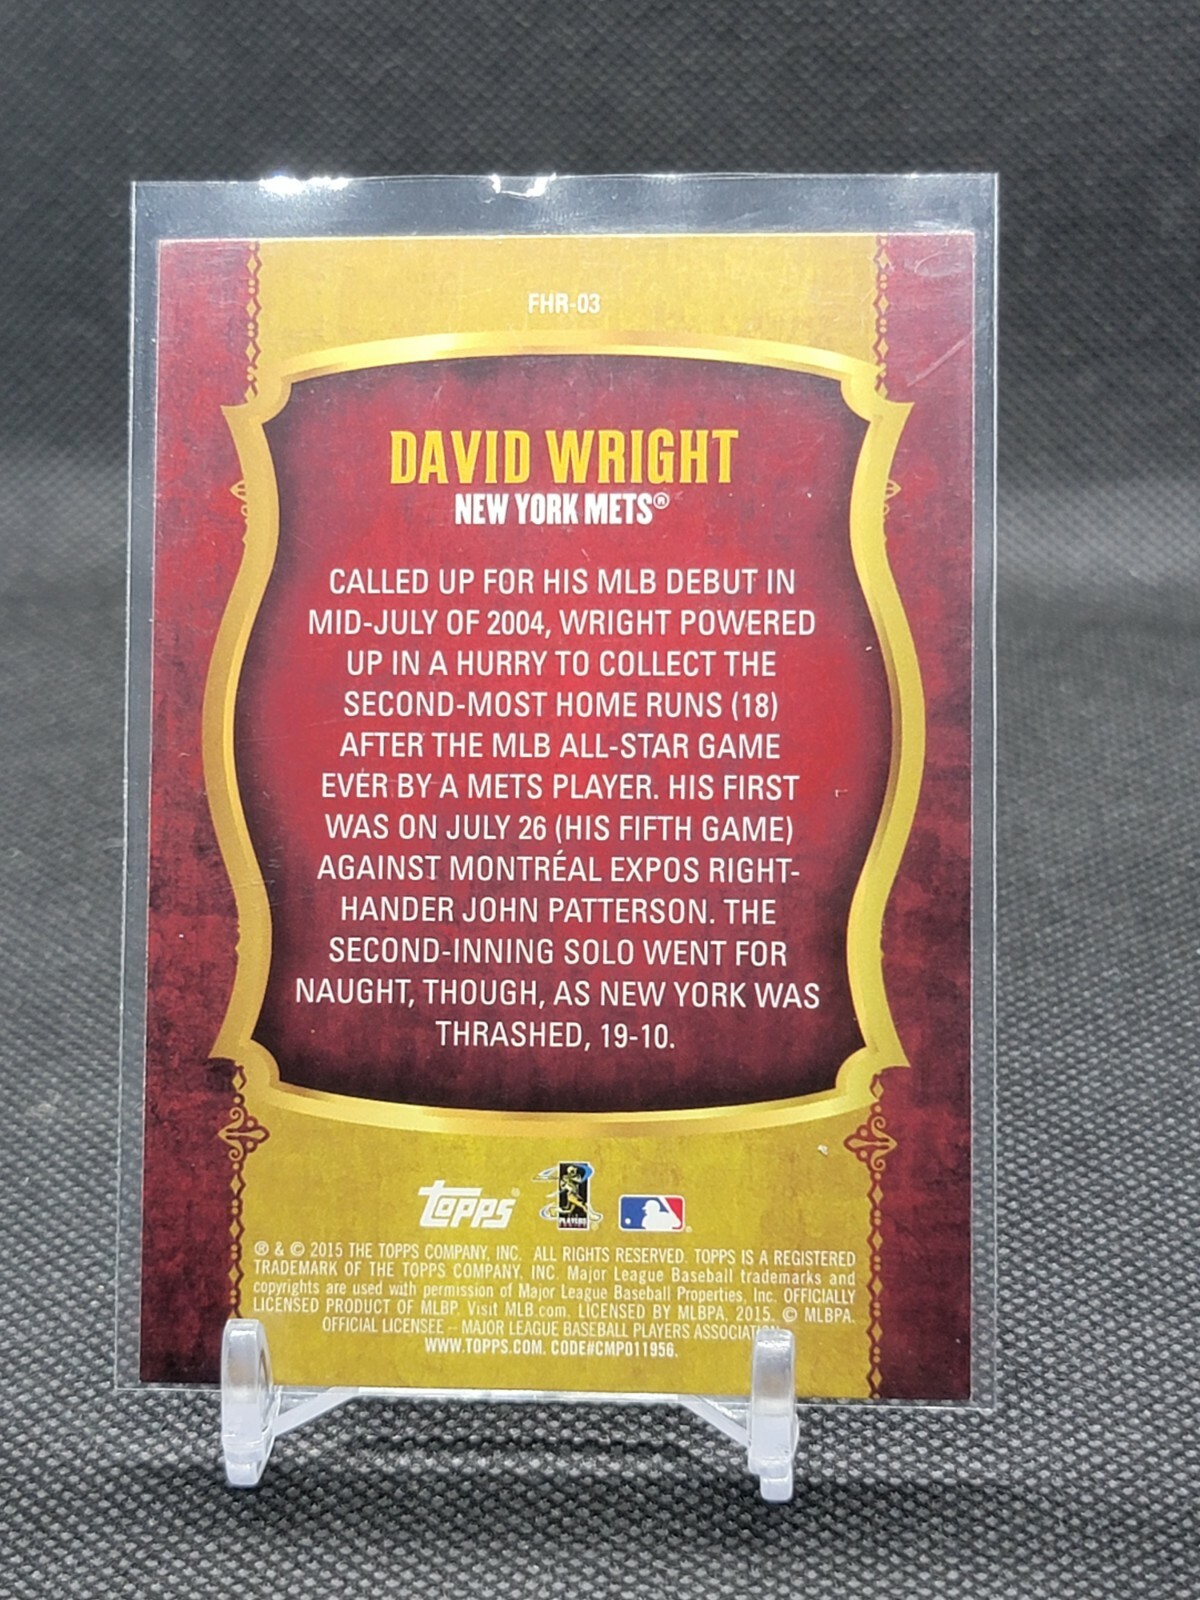 FHR-03
DAVID WRIGHT
NEW YORK METS®
CALLED UP FOR HIS MLB DEBUT IN
MID-JULY OF 2004, WRIGHT POWERED
UP IN A HURRY TO COLLECT THE
SECOND-MOST HOME RUNS (18)
AFTER THE MLB ALL-STAR GAME
EVER BY A METS PLAYER. HIS FIRST
WAS ON JULY 26 (HIS FIFTH GAME)
AGAINST MONTRÉAL EXPOS RIGHT-
HANDER JOHN PATTERSON. THE
SECOND-INNING SOLO WENT FOR
NAUGHT, THOUGH, AS NEW YORK WAS
THRASHED, 19-10.
Topps®
PLAYERS
® & © 2015 THE TOPPS COMPANY, INC. ALL RIGHTS RESERVED. TOPPS IS A REGISTERED
TRADEMARK OF THE TOPPS COMPANY, INC. Major League Baseball trademarks and
copyrights are used with permission of Major League Baseball Properties, Inc. OFFICIALLY
LICENSED PRODUCT OF MLBP. Visit MLB.com. LICENSED BY MLBPA, 2015. © MLBPA.
OFFICIAL LICENSEE – MAJOR LEAGUE BASEBALL PLAYERS
WWW.TOPPS.COM. CODE#CMP011956.